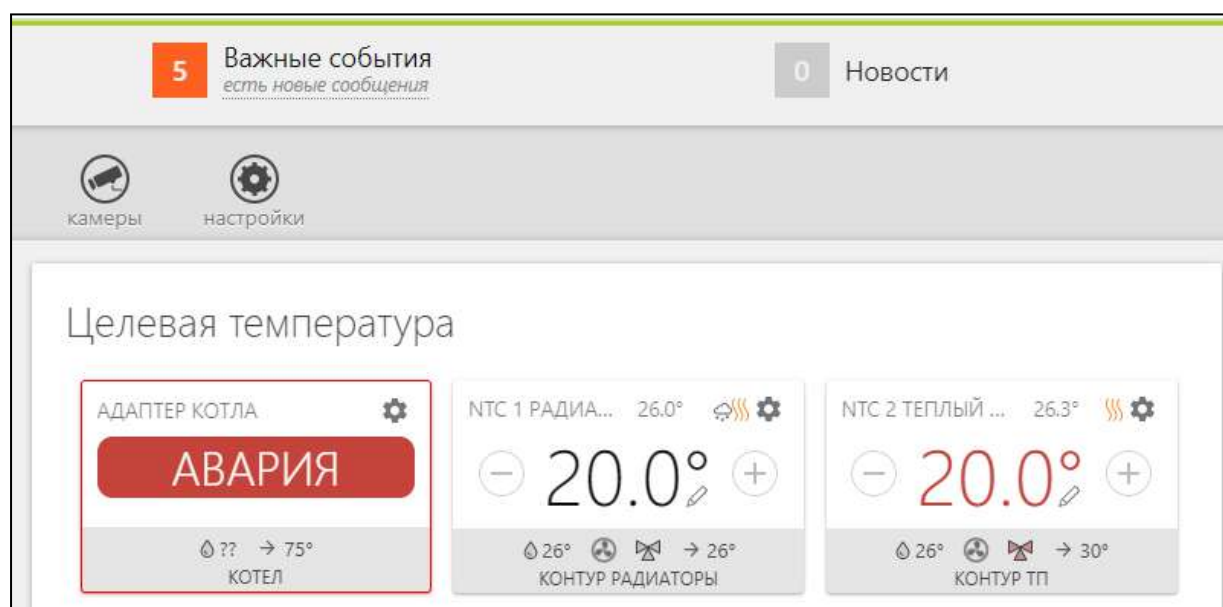 5 Важные события
есть новые сообщения
0 Новости
камеры настройки
Целевая температура
АДАПТЕР КОТЛА
АВАРИЯ
?? → 75°
КОТЕЛ
NTC 1 РАДИА... 26.0°
− 20.0° +
26° → 26°
КОНТУР РАДИАТОРЫ
NTC 2 ТЕПЛЫЙ ... 26.3°
− 20.0° +
26° → 30°
КОНТУР ТП